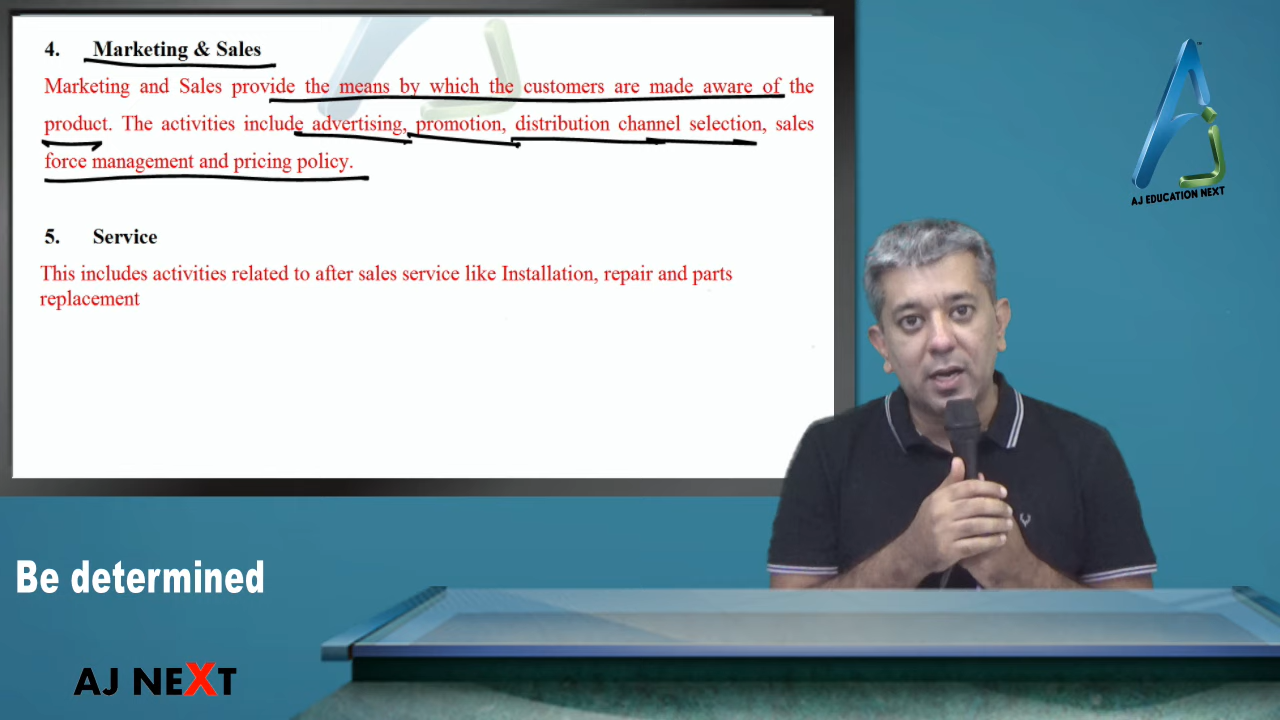 4. Marketing & Sales
Marketing and Sales provide the means by which the customers are made aware of the
product. The activities include advertising, promotion, distribution channel selection, sales
force management and pricing policy.
5. Service
This includes activities related to after sales service like Installation, repair and parts
replacement
AJ EDUCATION NEXT
Be determined
AJ NEXT